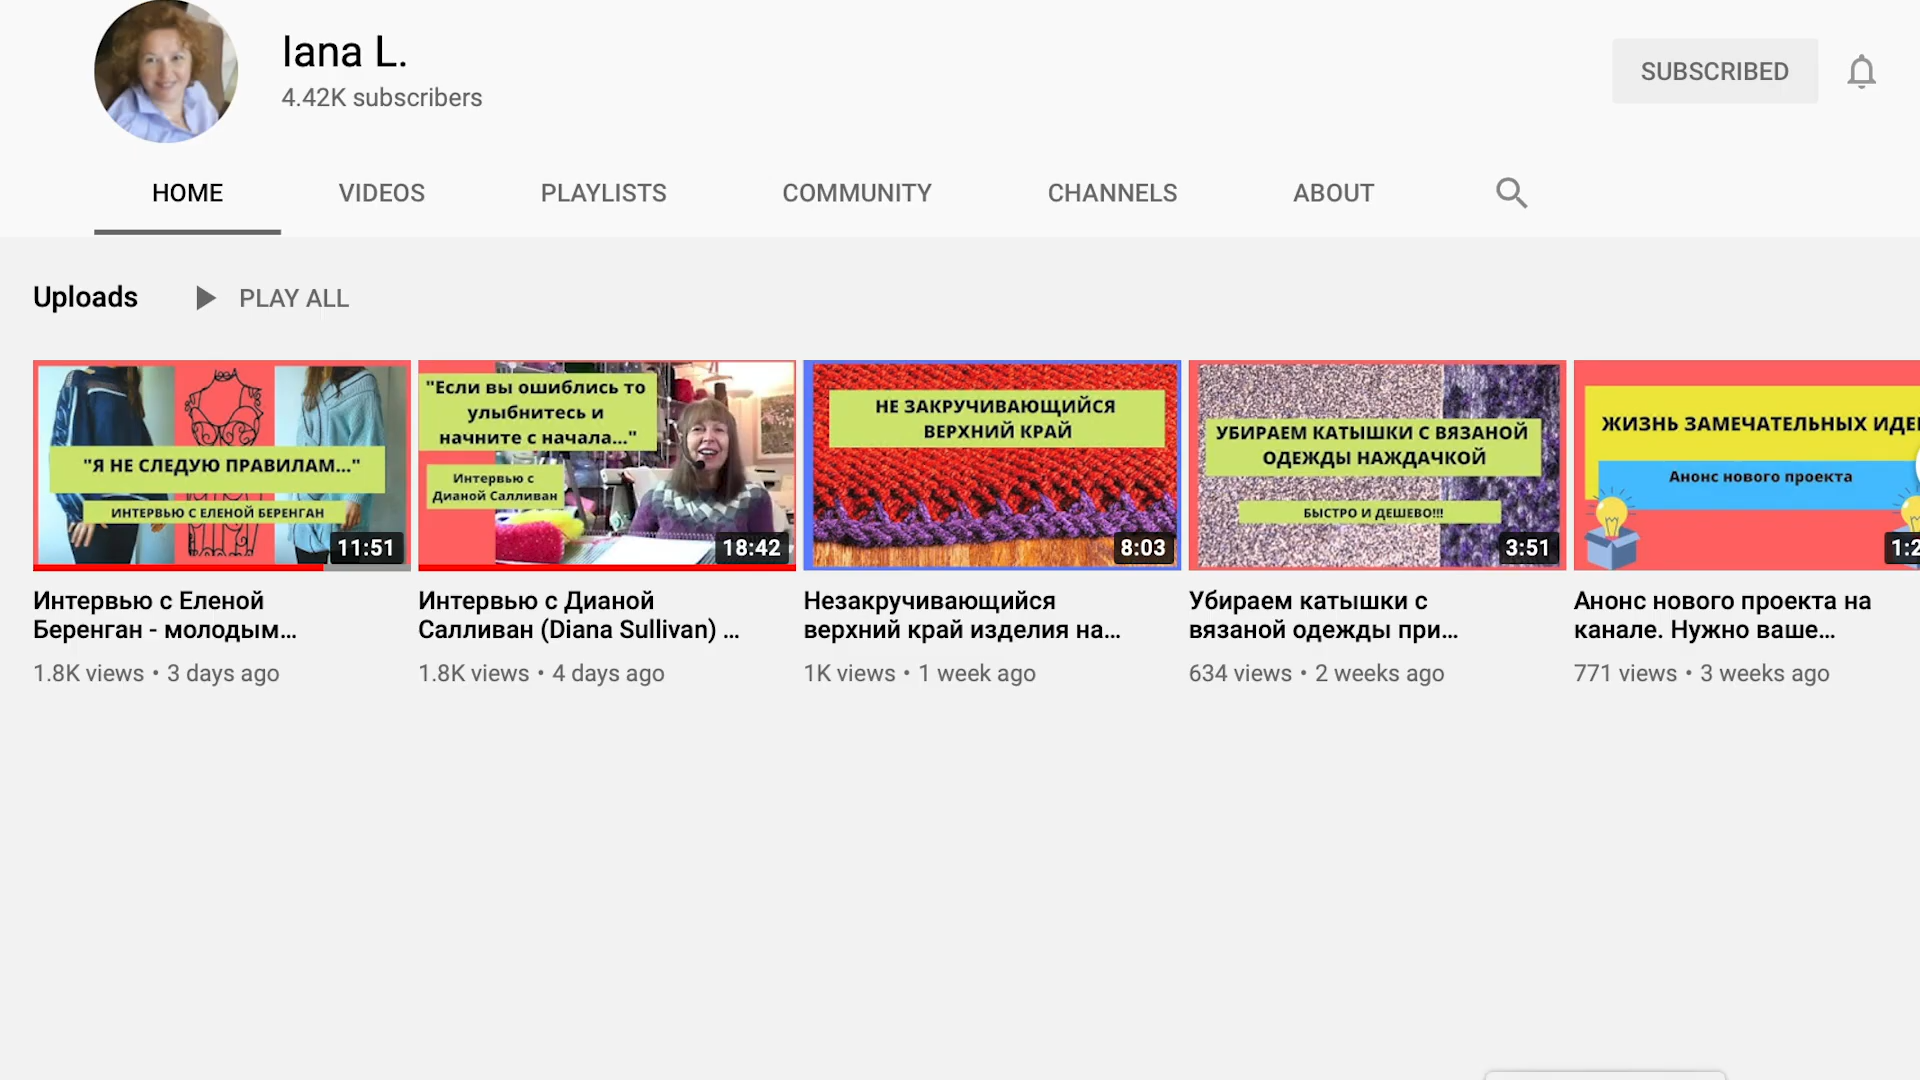 Iana L.
4.42K subscribers
SUBSCRIBED
HOME
VIDEOS
PLAYLISTS
COMMUNITY
CHANNELS
ABOUT
Uploads
PLAY ALL
"Я НЕ СЛЕДУЮ ПРАВИЛАМ..."
ИНТЕРВЬЮ С ЕЛЕНОЙ БЕРЕНГАН
11:51
Интервью с Еленой
Беренган - молодым...
1.8K views • 3 days ago
"Если вы ошиблись то
улыбнитесь и
начните с начала..."
Интервью с
Дианой Салливан
18:42
Интервью с Дианой
Салливан (Diana Sullivan) ...
1.8K views • 4 days ago
НЕ ЗАКРУЧИВАЮЩИЙСЯ
ВЕРХНИЙ КРАЙ
8:03
Незакручивающийся
верхний край изделия на...
1K views • 1 week ago
УБИРАЕМ КАТЫШКИ С ВЯЗАНОЙ
ОДЕЖДЫ НАЖДАЧКОЙ
БЫСТРО И ДЕШЕВО!!!
3:51
Убираем катышки с
вязаной одежды при...
634 views • 2 weeks ago
ЖИЗНЬ ЗАМЕЧАТЕЛЬНЫХ
Анонс нового проекта
Анонс нового проекта на
канале. Нужно ваше...
771 views • 3 weeks ago